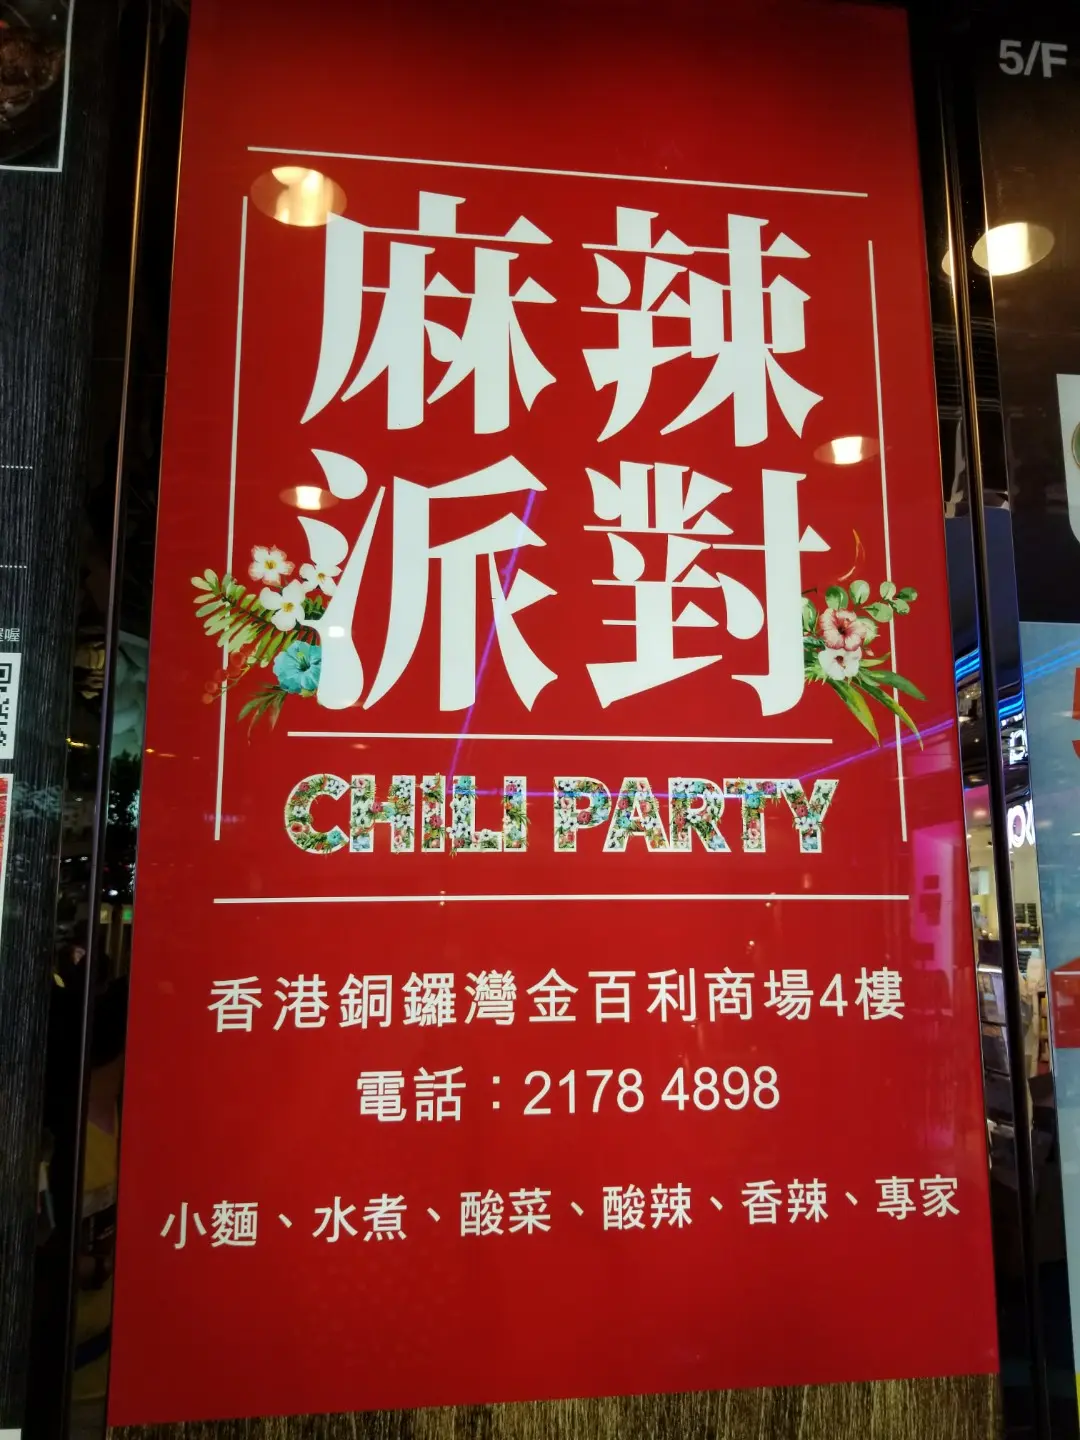 5/F
麻辣
派對
CHILI PARTY
香港銅鑼灣金百利商場4樓
電話：2178 4898
小麵、水煮、酸菜、酸辣、香辣、專家